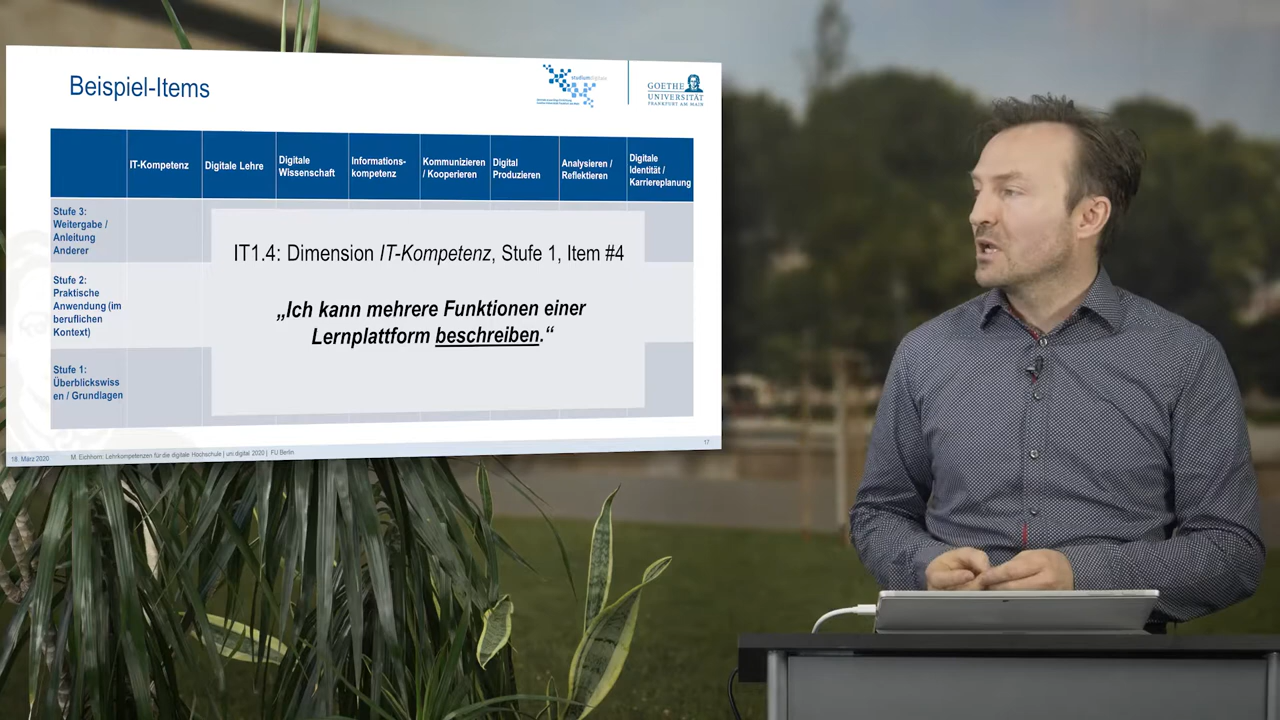 Beispiel-Items
studiumdigitale
GOETHE
UNIVERSITÄT
FRANKFURT AM MAIN
IT-Kompetenz
Digitale Lehre
Digitale
Wissenschaft
Informations-
kompetenz
Kommunizieren
/ Kooperieren
Digital
Produzieren
Analysieren /
Reflektieren
Digitale
Identität /
Karriereplanung
Stufe 3:
Weitergabe /
Anleitung
Anderer
Stufe 2:
Praktische
Anwendung (im
beruflichen
Kontext)
Stufe 1:
Überblickswiss
en / Grundlagen
IT1.4: Dimension IT-Kompetenz, Stufe 1, Item #4
„Ich kann mehrere Funktionen einer
Lernplattform beschreiben.“
18. März 2020
M. Eichhorn: Lehrkompetenzen für die digitale Hochschule | uni digital 2020 | FU Berlin
17